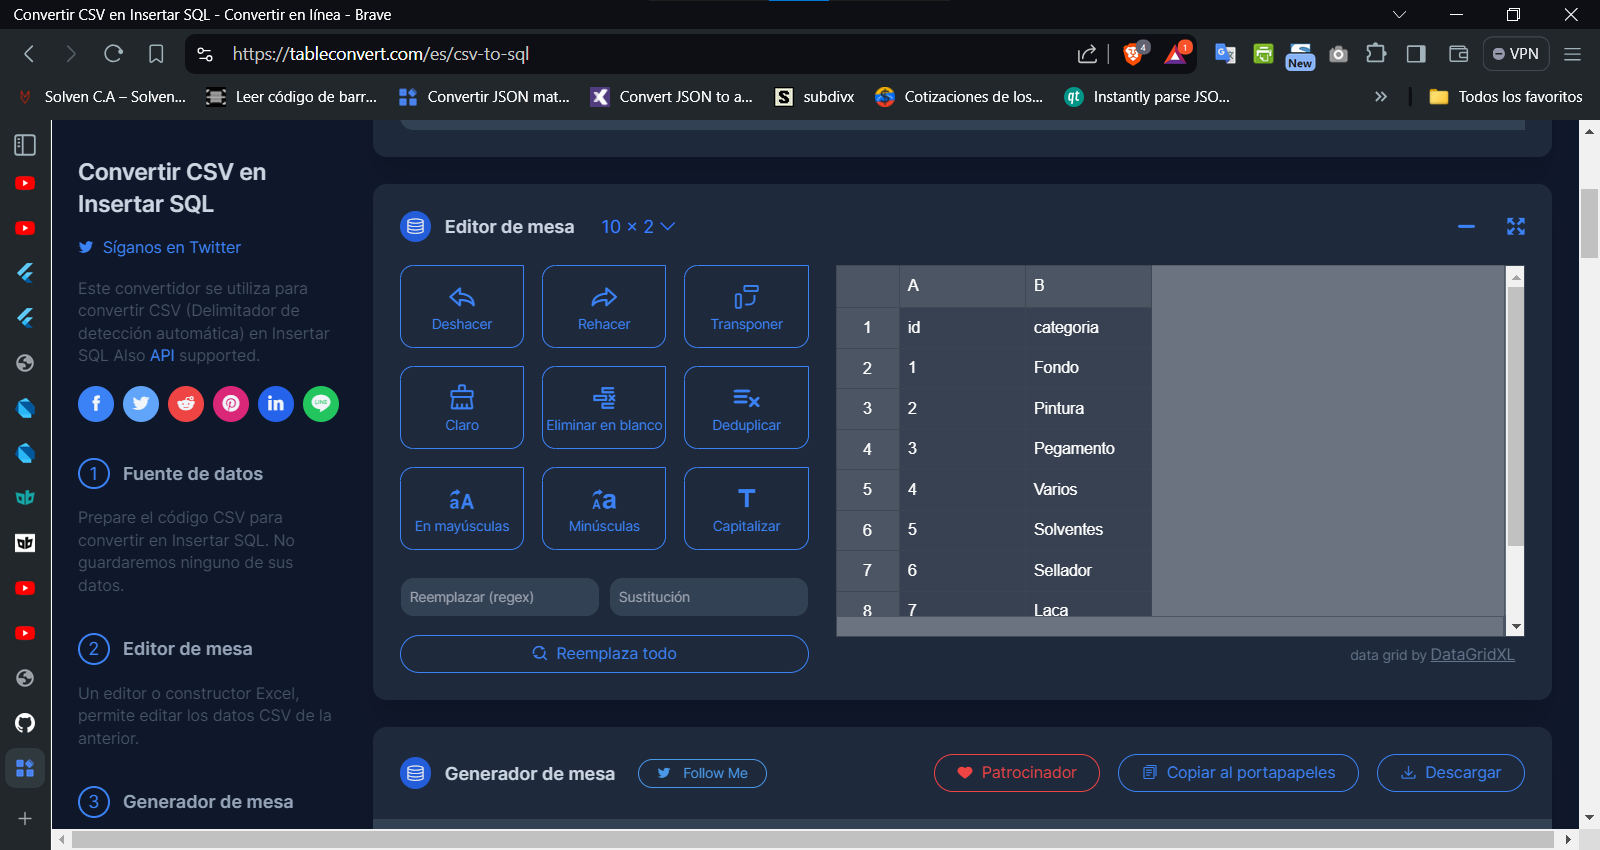 Convertir CSV en Insertar SQL - Convertir en línea - Brave
https://tableconvert.com/es/csv-to-sql
4
1
New
VPN
Solven C.A – Solven...
Leer código de barr...
Convertir JSON mat...
Convert JSON to a...
subdivx
Cotizaciones de los...
Instantly parse JSO...
Todos los favoritos
Convertir CSV en
Insertar SQL
Síganos en Twitter
Este convertidor se utiliza para
convertir CSV (Delimitador de
detección automática) en Insertar
SQL Also API supported.
LINE
1 Fuente de datos
Prepare el código CSV para
convertir en Insertar SQL. No
guardaremos ninguno de sus
datos.
2 Editor de mesa
Un editor o constructor Excel,
permite editar los datos CSV de la
anterior.
3 Generador de mesa
Editor de mesa 10 × 2
Deshacer Rehacer Transponer
Claro Eliminar en blanco Deduplicar
En mayúsculas Minúsculas Capitalizar
Reemplazar (regex) Sustitución
Reemplaza todo
A B
1 id categoria
2 1 Fondo
3 2 Pintura
4 3 Pegamento
5 4 Varios
6 5 Solventes
7 6 Sellador
8 7 Laca
data grid by DataGridXL
Generador de mesa Follow Me Patrocinador Copiar al portapapeles Descargar